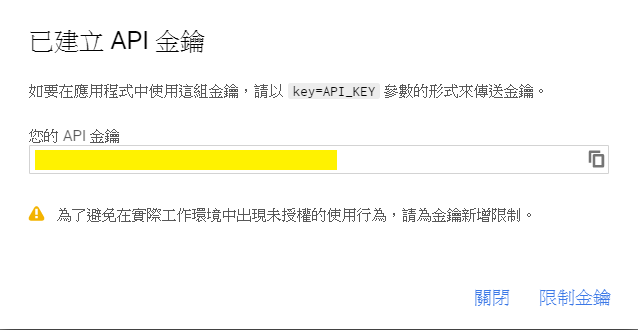 已建立 API 金鑰
如要在應用程式中使用這組金鑰，請以 key=API_KEY 參數的形式來傳送金鑰。
您的 API 金鑰
為了避免在實際工作環境中出現未授權的使用行為，請為金鑰新增限制。
關閉 限制金鑰